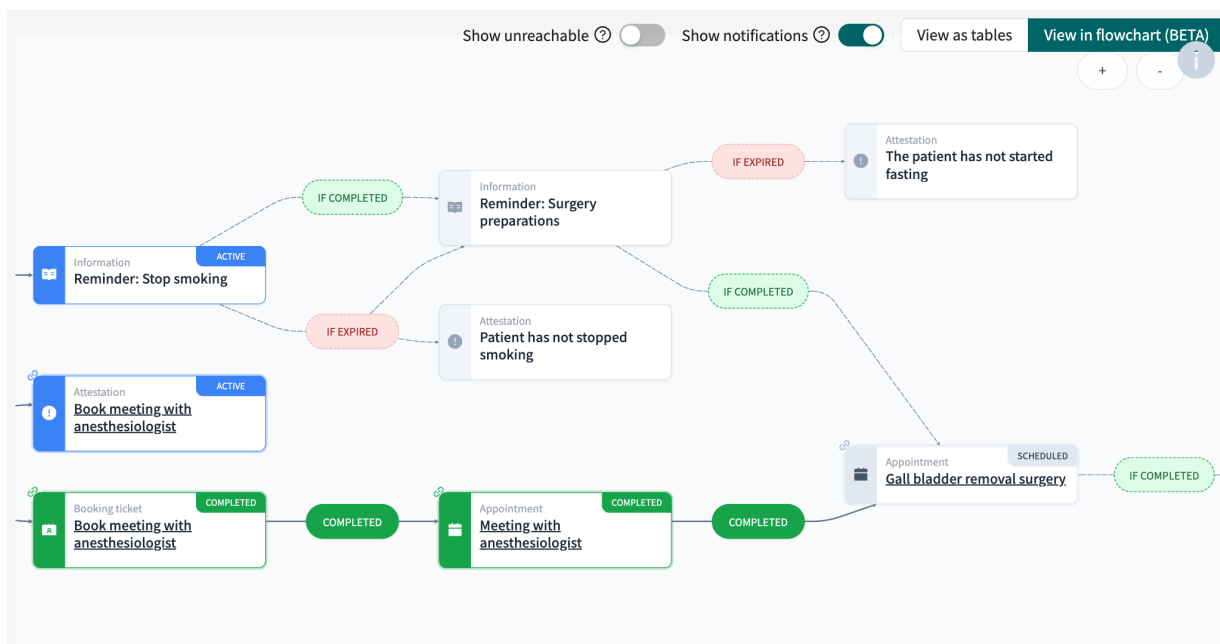 Show unreachable ?
Show notifications ?
View as tables
View in flowchart (BETA)
+
-
i
Attestation
The patient has not started
fasting
IF EXPIRED
Information
Reminder: Surgery
preparations
IF COMPLETED
ACTIVE
Information
Reminder: Stop smoking
IF COMPLETED
IF EXPIRED
Attestation
Patient has not stopped
smoking
ACTIVE
Attestation
Book meeting with
anesthesiologist
SCHEDULED
Appointment
Gall bladder removal surgery
IF COMPLETED
COMPLETED
Booking ticket
Book meeting with
anesthesiologist
COMPLETED
COMPLETED
Appointment
Meeting with
anesthesiologist
COMPLETED